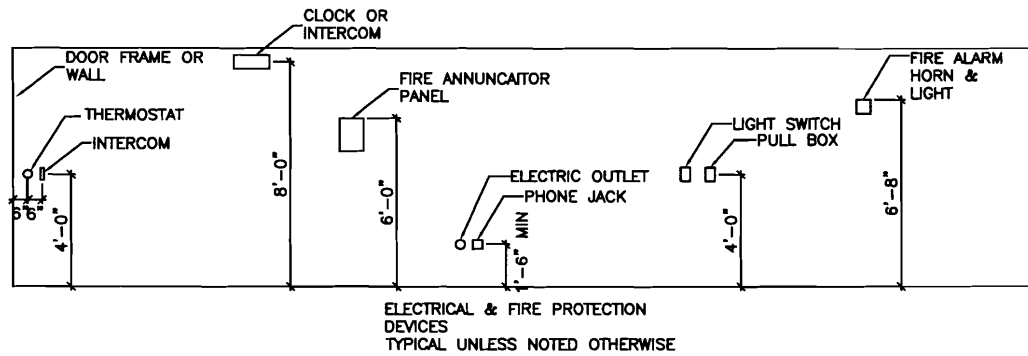 CLOCK OR
INTERCOM
DOOR FRAME OR
WALL
FIRE ALARM
HORN &
LIGHT
FIRE ANNUNCAITOR
PANEL
THERMOSTAT
INTERCOM
LIGHT SWITCH
PULL BOX
ELECTRIC OUTLET
PHONE JACK
4'-0"
8'-0"
6'-0"
1'-6" MIN
4'-0"
6'-8"
ELECTRICAL & FIRE PROTECTION
DEVICES
TYPICAL UNLESS NOTED OTHERWISE